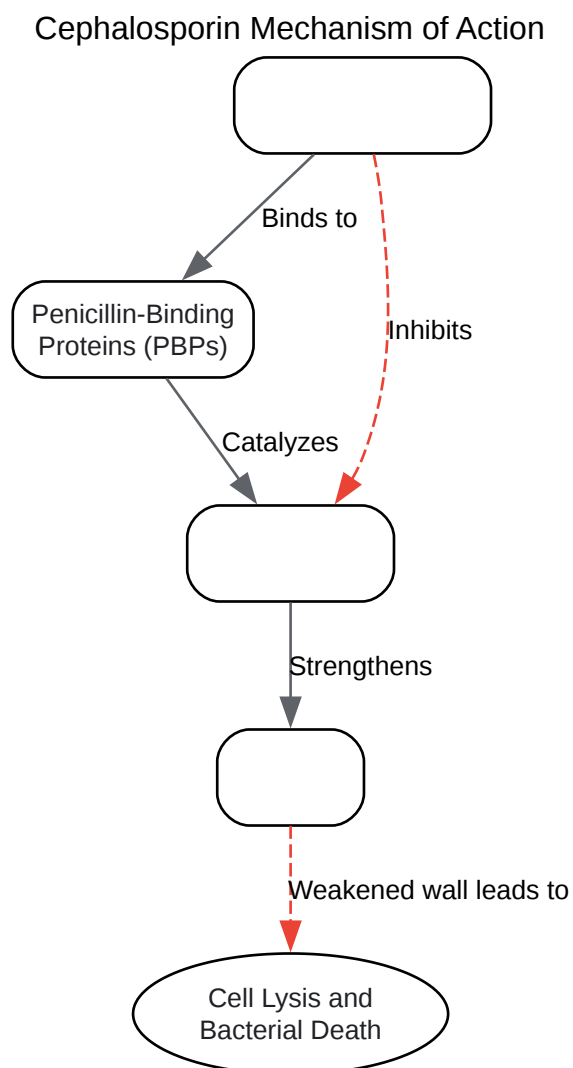 Cephalosporin Mechanism of Action
Binds to
Penicillin-Binding
Proteins (PBPs)
Inhibits
Catalyzes
Strengthens
Weakened wall leads to
Cell Lysis and
Bacterial Death